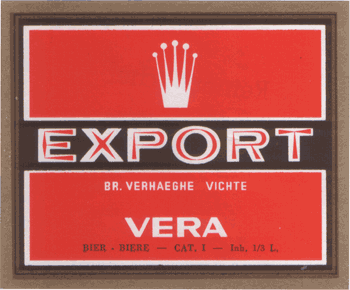 EXPORT
BR. VERHAEGHE VICHTE
VERA
BIER - BIERE — CAT. I — Inh. 1/3 L.